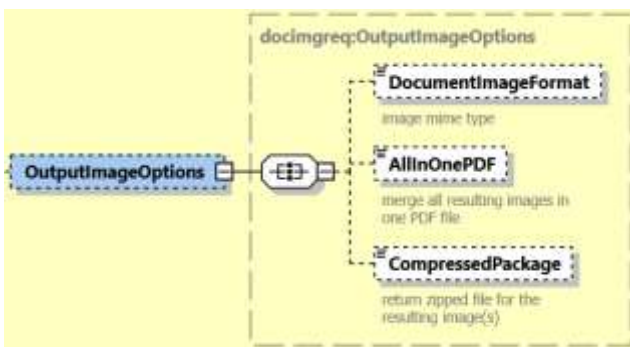 docimgreq:OutputImageOptions
DocumentImageFormat
image mime type
OutputImageOptions
AllInOnePDF
merge all resulting images in
one PDF file
CompressedPackage
return zipped file for the
resulting image(s)